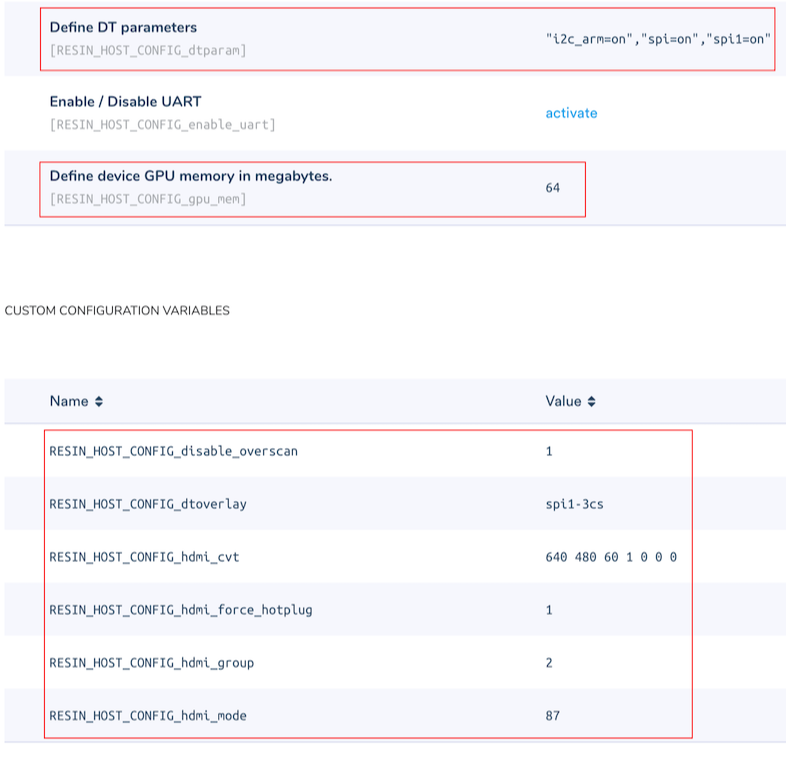 Define DT parameters
[RESIN_HOST_CONFIG_dtparam]
"i2c_arm=on","spi=on","spi1=on"
Enable / Disable UART
[RESIN_HOST_CONFIG_enable_uart]
activate
Define device GPU memory in megabytes.
[RESIN_HOST_CONFIG_gpu_mem]
64
CUSTOM CONFIGURATION VARIABLES
Name Value
RESIN_HOST_CONFIG_disable_overscan 1
RESIN_HOST_CONFIG_dtoverlay spi1-3cs
RESIN_HOST_CONFIG_hdmi_cvt 640 480 60 1 0 0 0
RESIN_HOST_CONFIG_hdmi_force_hotplug 1
RESIN_HOST_CONFIG_hdmi_group 2
RESIN_HOST_CONFIG_hdmi_mode 87